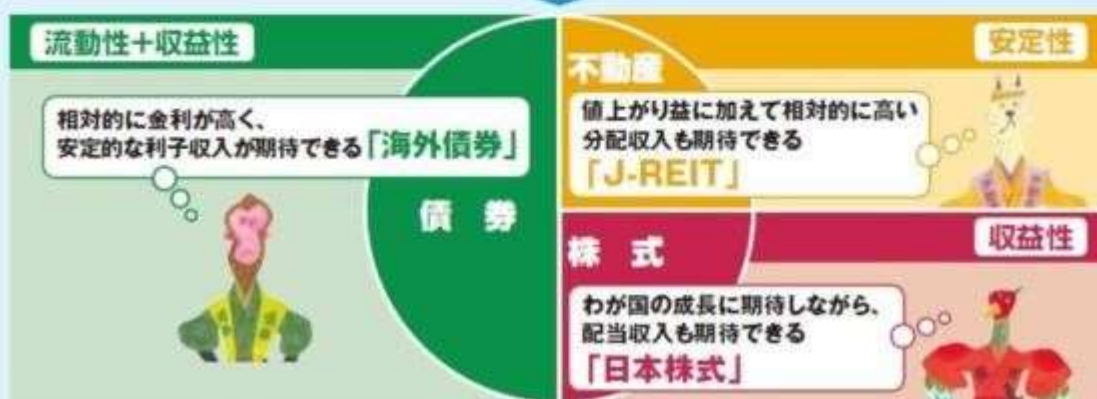 流動性+収益性
相対的に金利が高く、
安定的な利子収入が期待できる「海外債券」
債券
不動産
安定性
値上がり益に加えて相対的に高い
分配収入も期待できる
「J-REIT」
株式
収益性
わが国の成長に期待しながら、
配当収入も期待できる
「日本株式」